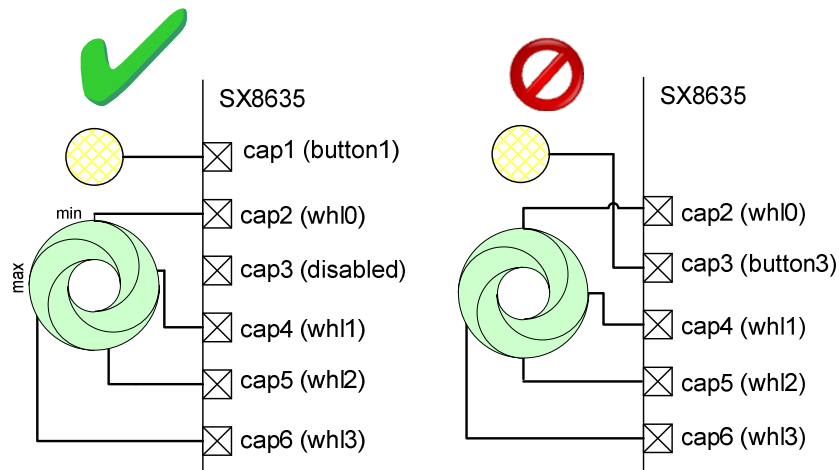 SX8635
cap1 (button1)
min
cap2 (whl0)
max
cap3 (disabled)
cap4 (whl1)
cap5 (whl2)
cap6 (whl3)
SX8635
cap2 (whl0)
cap3 (button3)
cap4 (whl1)
cap5 (whl2)
cap6 (whl3)